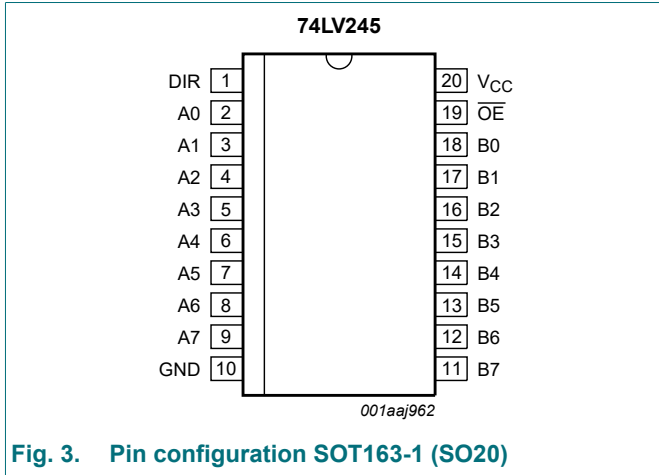 74LV245
DIR 1 20 VCC
A0 2 19 OE
A1 3 18 B0
A2 4 17 B1
A3 5 16 B2
A4 6 15 B3
A5 7 14 B4
A6 8 13 B5
A7 9 12 B6
GND 10 11 B7
001aaj962
Fig. 3. Pin configuration SOT163-1 (SO20)